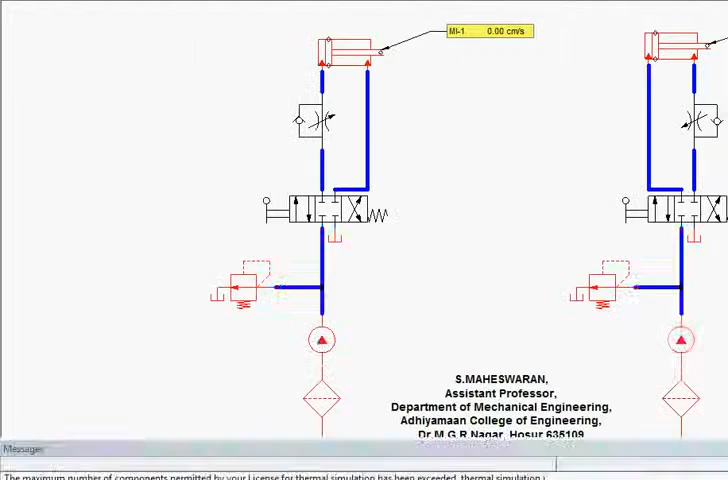 MI-1 0.00 cm/s
S.MAHESWARAN,
Assistant Professor,
Department of Mechanical Engineering,
Adhiyamaan College of Engineering,
Dr.M.G.R.Nagar, Hosur 635109
Messages
The maximum number of components permitted by your License for thermal simulation has been exceeded, thermal simulation